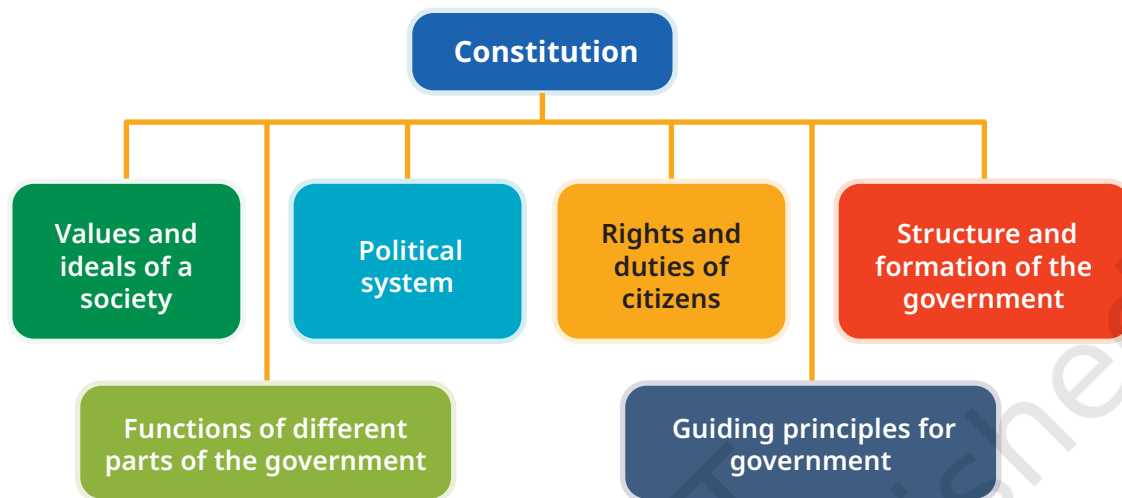 Constitution
Values and
ideals of a
society
Political
system
Rights and
duties of
citizens
Structure and
formation of the
government
Functions of different
parts of the government
Guiding principles for
government